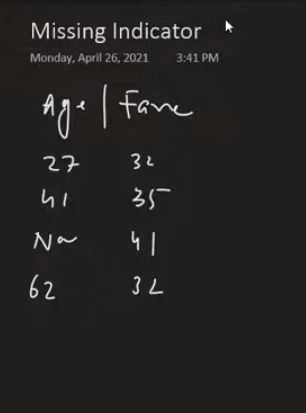 Missing Indicator
Monday, April 26, 2021 3:41 PM
Age | Fare
27 32
41 35
Na 41
62 32